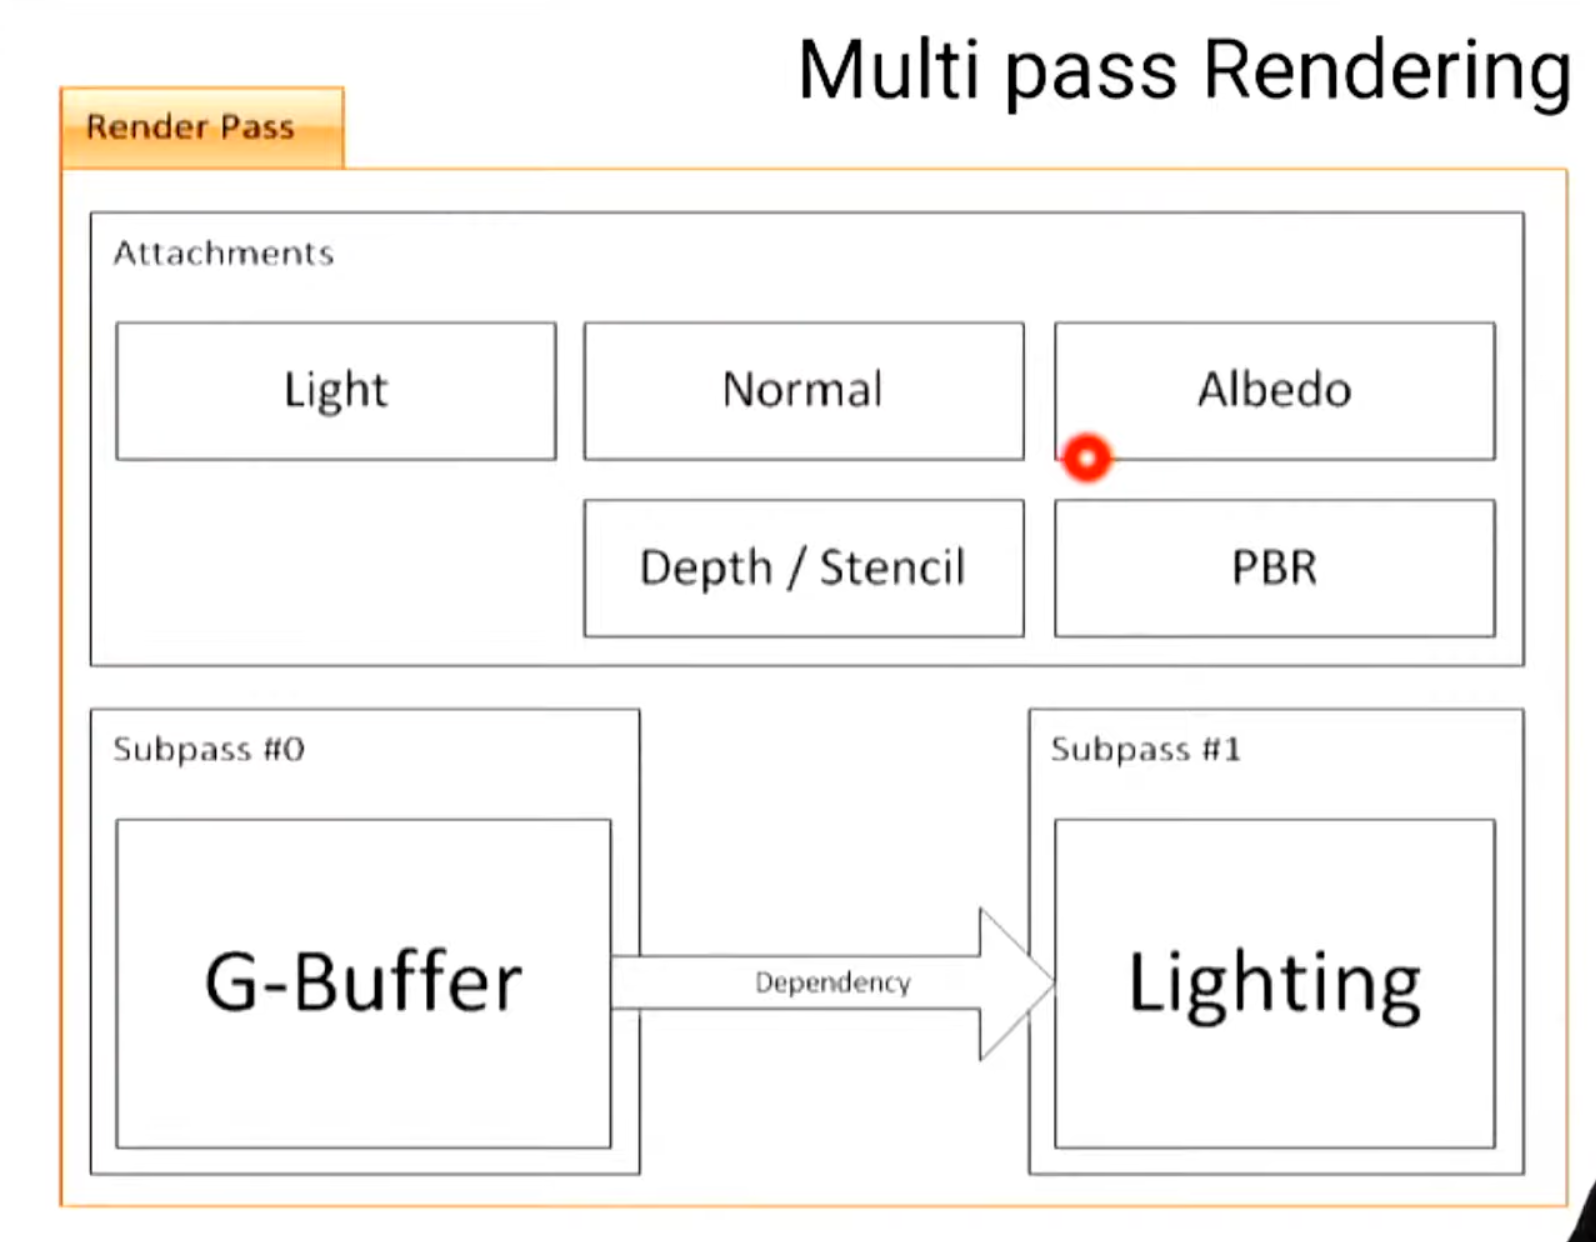 Multi pass Rendering
Render Pass
Attachments
Light
Normal
Albedo
Depth / Stencil
PBR
Subpass #0
Subpass #1
G-Buffer
Dependency
Lighting